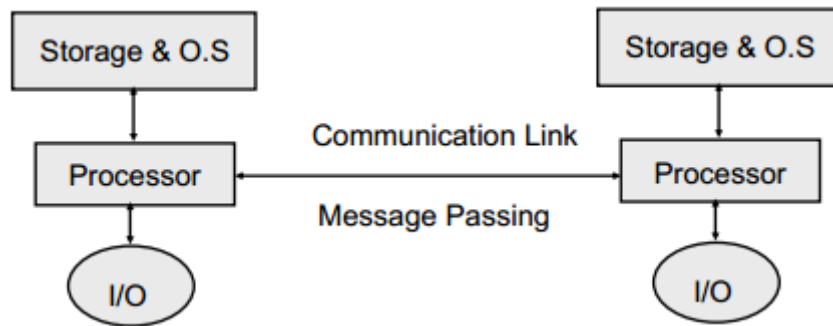 Storage & O.S
Storage & O.S
Communication Link
Processor
Processor
Message Passing
I/O
I/O